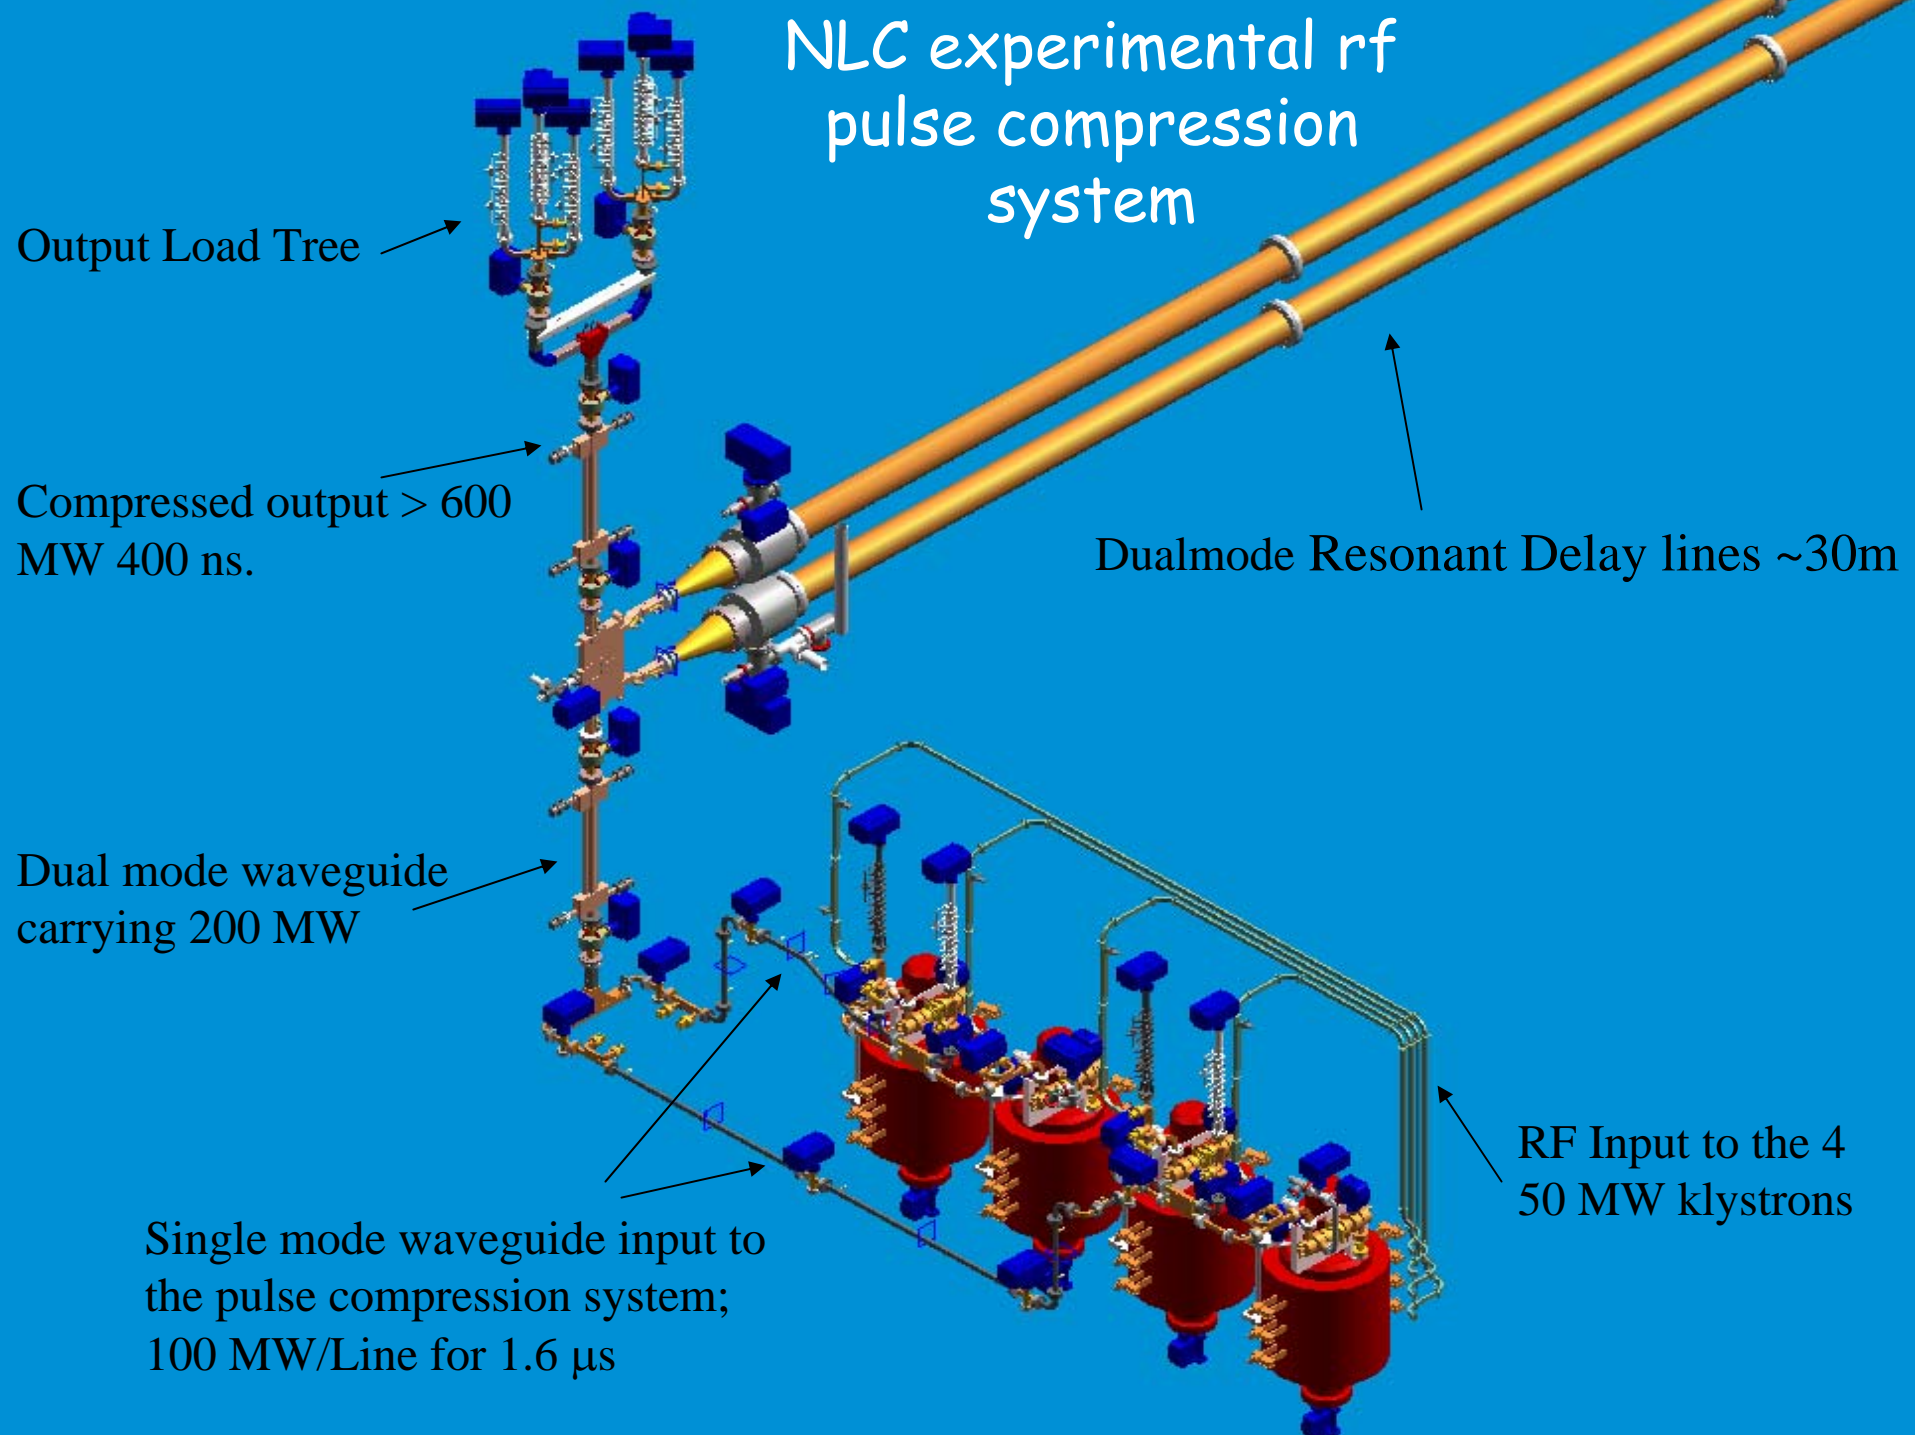 NLC experimental rf
pulse compression
system
Output Load Tree
Compressed output > 600
MW 400 ns.
Dualmode Resonant Delay lines ~30m
Dual mode waveguide
carrying 200 MW
RF Input to the 4
50 MW klystrons
Single mode waveguide input to
the pulse compression system;
100 MW/Line for 1.6 μs